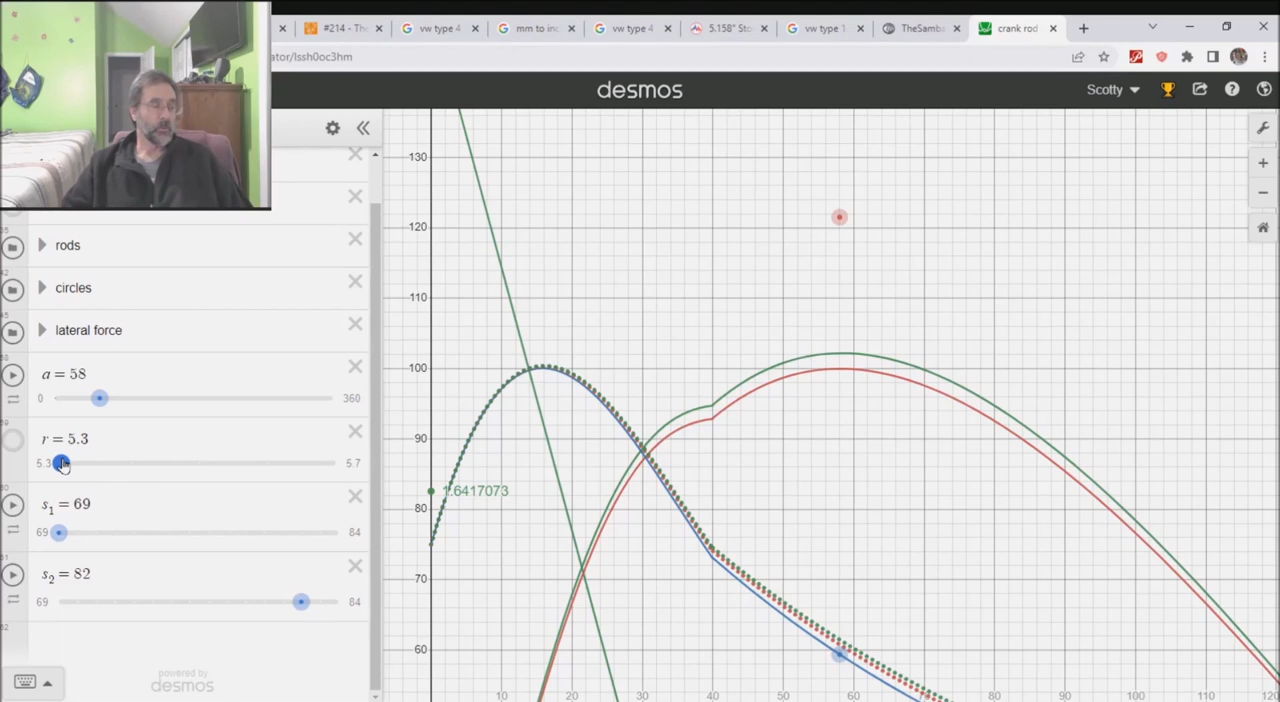 #214 - The
vw type 4
mm to inc
vw type 4
5.158" Sto
vw type 1
TheSamba
crank rod
ator/lssh0oc3hm
desmos
Scotty
rods
circles
lateral force
a = 58
0 360
r = 5.3
5.3 5.7
s₁ = 69
69 84
s₂ = 82
69 84
powered by
desmos
130
120
110
100
90
1.6417073
80
70
60
10 20 30 40 50 60 70 80 90 100 110 120